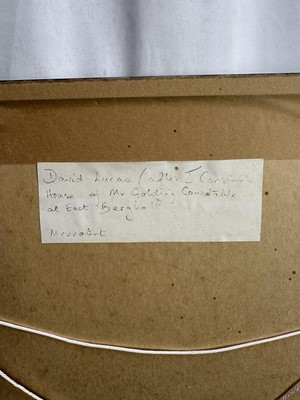 David Lucas (after J Constable
House of Mr Golding Constable
at East Bergholt
Mezzotint